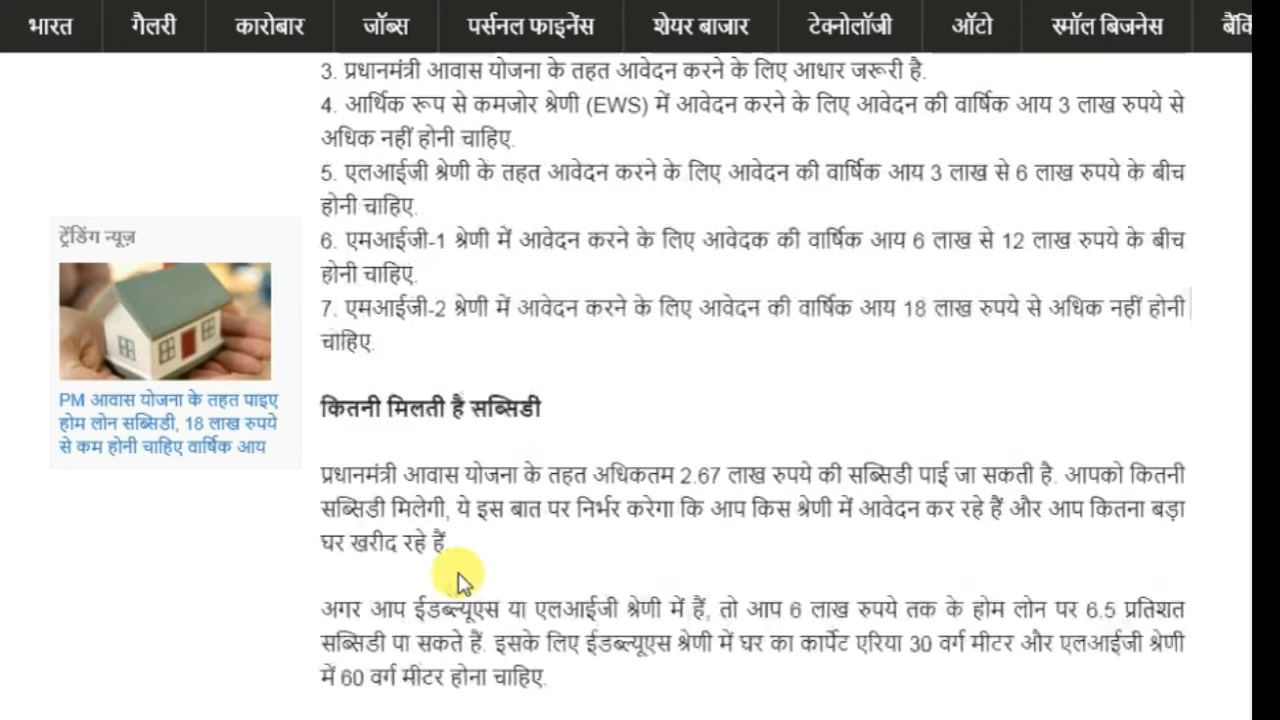 भारत गैलरी कारोबार जॉब्स पर्सनल फाइनेंस शेयर बाजार टेक्नोलॉजी ऑटो स्मॉल बिजनेस
3. प्रधानमंत्री आवास योजना के तहत आवेदन करने के लिए आधार जरूरी है.
4. आर्थिक रूप से कमजोर श्रेणी (EWS) में आवेदन करने के लिए आवेदन की वार्षिक आय 3 लाख रुपये से
अधिक नहीं होनी चाहिए.
5. एलआईजी श्रेणी के तहत आवेदन करने के लिए आवेदन की वार्षिक आय 3 लाख से 6 लाख रुपये के बीच
होनी चाहिए.
6. एमआईजी-1 श्रेणी में आवेदन करने के लिए आवेदक की वार्षिक आय 6 लाख से 12 लाख रुपये के बीच
होनी चाहिए.
7. एमआईजी-2 श्रेणी में आवेदन करने के लिए आवेदन की वार्षिक आय 18 लाख रुपये से अधिक नहीं होनी
चाहिए.
ट्रेंडिंग न्यूज़
PM आवास योजना के तहत पाइए
होम लोन सब्सिडी, 18 लाख रुपये
से कम होनी चाहिए वार्षिक आय
कितनी मिलती है सब्सिडी
प्रधानमंत्री आवास योजना के तहत अधिकतम 2.67 लाख रुपये की सब्सिडी पाई जा सकती है. आपको कितनी
सब्सिडी मिलेगी, ये इस बात पर निर्भर करेगा कि आप किस श्रेणी में आवेदन कर रहे हैं और आप कितना बड़ा
घर खरीद रहे हैं
अगर आप ईडब्ल्यूएस या एलआईजी श्रेणी में हैं, तो आप 6 लाख रुपये तक के होम लोन पर 6.5 प्रतिशत
सब्सिडी पा सकते हैं. इसके लिए ईडब्ल्यूएस श्रेणी में घर का कार्पेट एरिया 30 वर्ग मीटर और एलआईजी श्रेणी
में 60 वर्ग मीटर होना चाहिए.